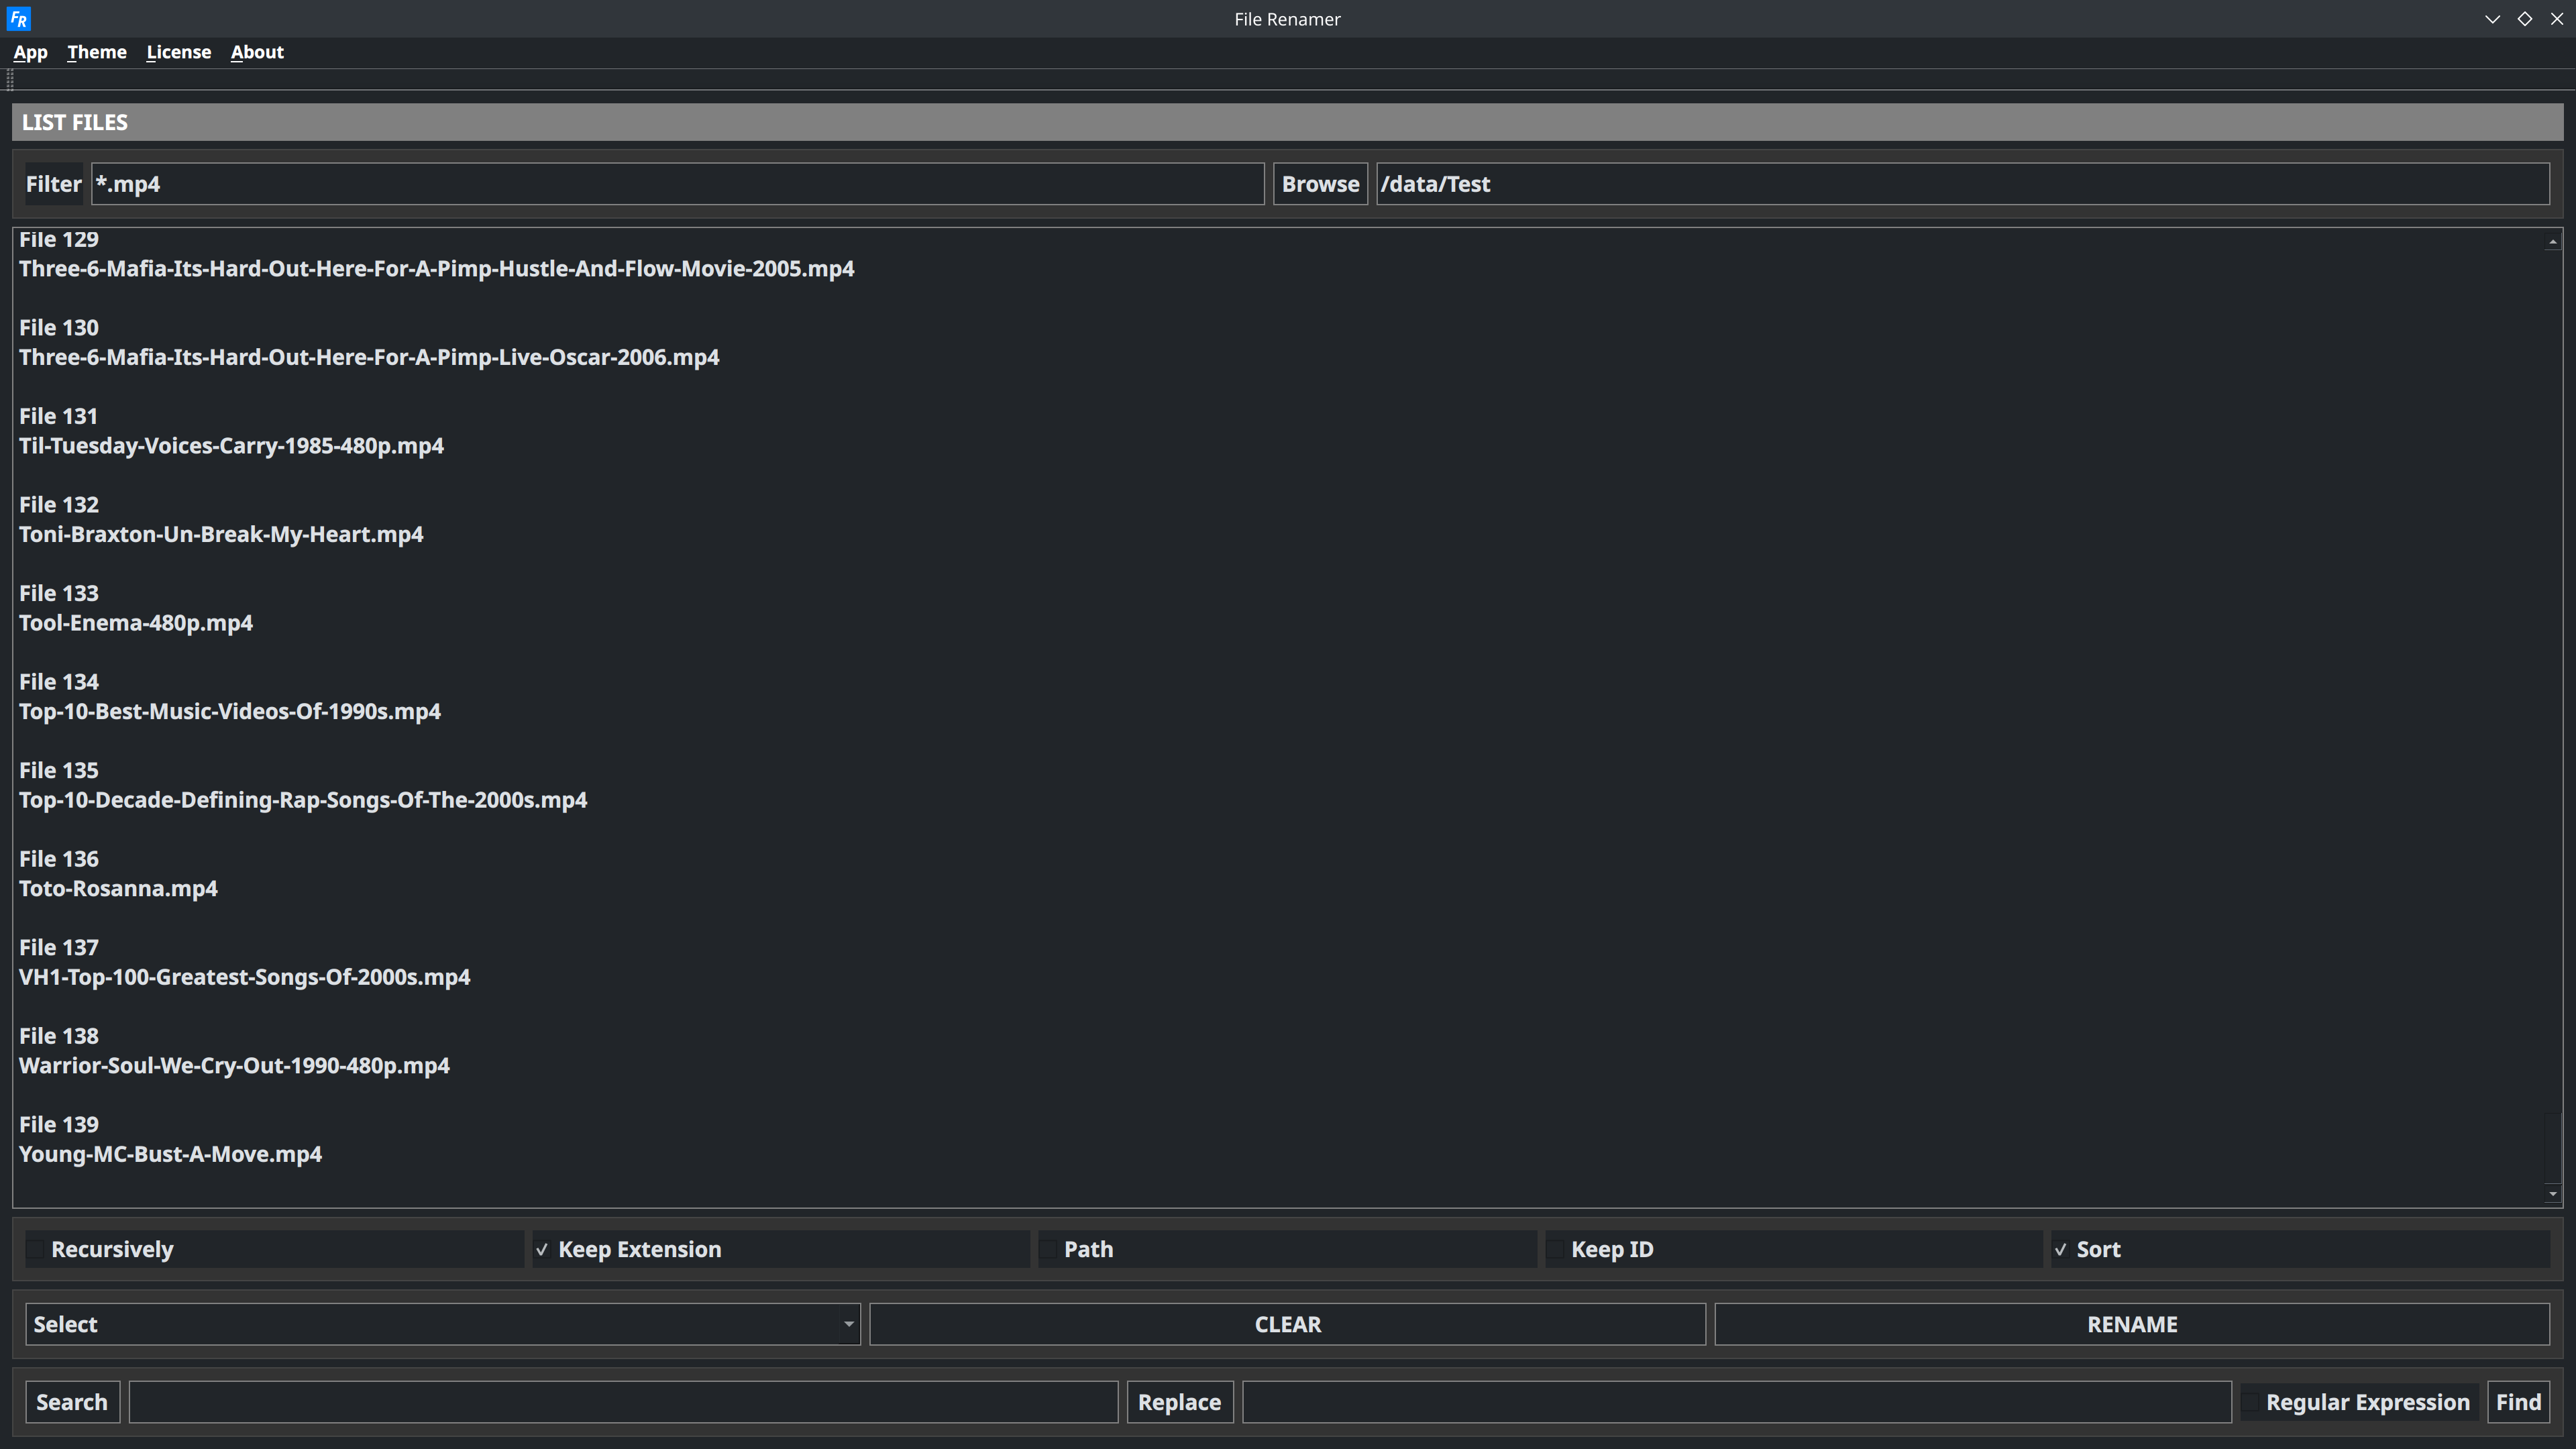 FR
File Renamer
App Theme License About
LIST FILES
Filter *.mp4 Browse /data/Test
File 129
Three-6-Mafia-Its-Hard-Out-Here-For-A-Pimp-Hustle-And-Flow-Movie-2005.mp4
File 130
Three-6-Mafia-Its-Hard-Out-Here-For-A-Pimp-Live-Oscar-2006.mp4
File 131
Til-Tuesday-Voices-Carry-1985-480p.mp4
File 132
Toni-Braxton-Un-Break-My-Heart.mp4
File 133
Tool-Enema-480p.mp4
File 134
Top-10-Best-Music-Videos-Of-1990s.mp4
File 135
Top-10-Decade-Defining-Rap-Songs-Of-The-2000s.mp4
File 136
Toto-Rosanna.mp4
File 137
VH1-Top-100-Greatest-Songs-Of-2000s.mp4
File 138
Warrior-Soul-We-Cry-Out-1990-480p.mp4
File 139
Young-MC-Bust-A-Move.mp4
Recursively Keep Extension Path Keep ID Sort
Select CLEAR RENAME
Search Replace Regular Expression Find